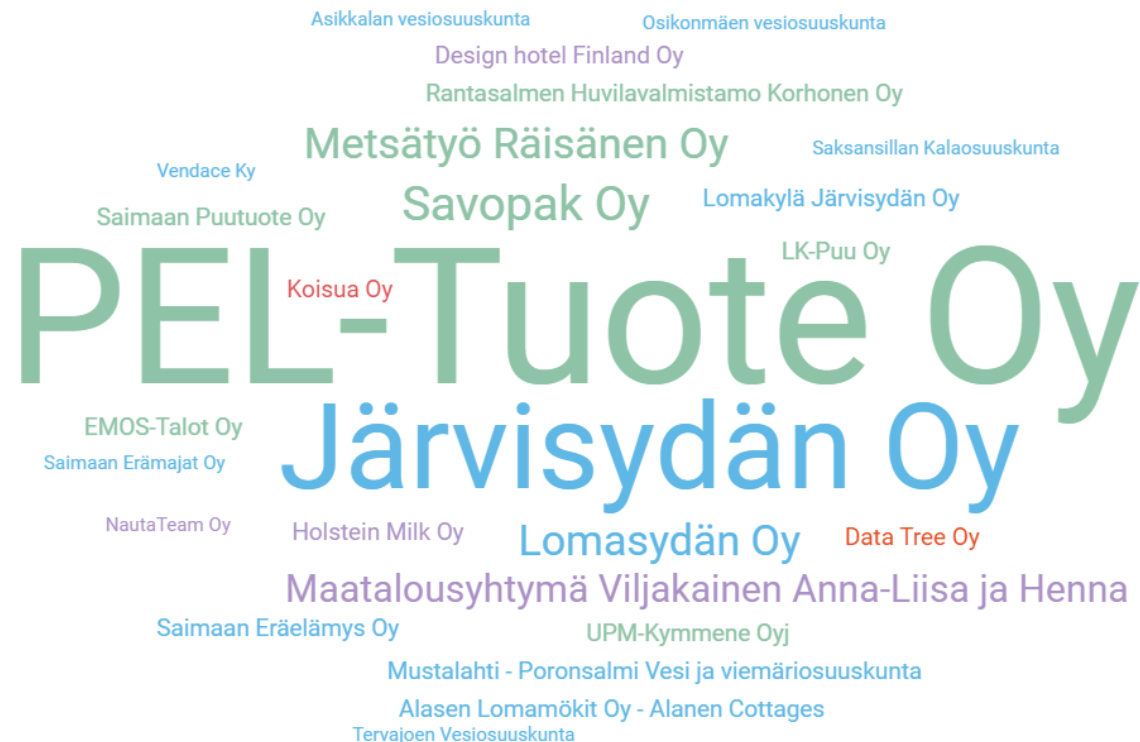 Asikkalan vesiosuuskunta
Osikonmäen vesiosuuskunta
Design hotel Finland Oy
Rantasalmen Huvilavalmistamo Korhonen Oy
Metsätyö Räisänen Oy
Saksansillan Kalaosuuskunta
Vendace Ky
Savopak Oy
Lomakylä Järvisydän Oy
Saimaan Puutuote Oy
LK-Puu Oy
PEL-Tuote Oy
Koisua Oy
Järvisydän Oy
EMOS-Talot Oy
Saimaan Erämajat Oy
NautaTeam Oy
Holstein Milk Oy
Lomasydän Oy
Data Tree Oy
Maatalousyhtymä Viljakainen Anna-Liisa ja Henna
Saimaan Eräelämys Oy
UPM-Kymmene Oyj
Mustalahti - Poronsalmi Vesi ja viemäriosuuskunta
Alasen Lomamökit Oy - Alanen Cottages
Tervajoen Vesiosuuskunta